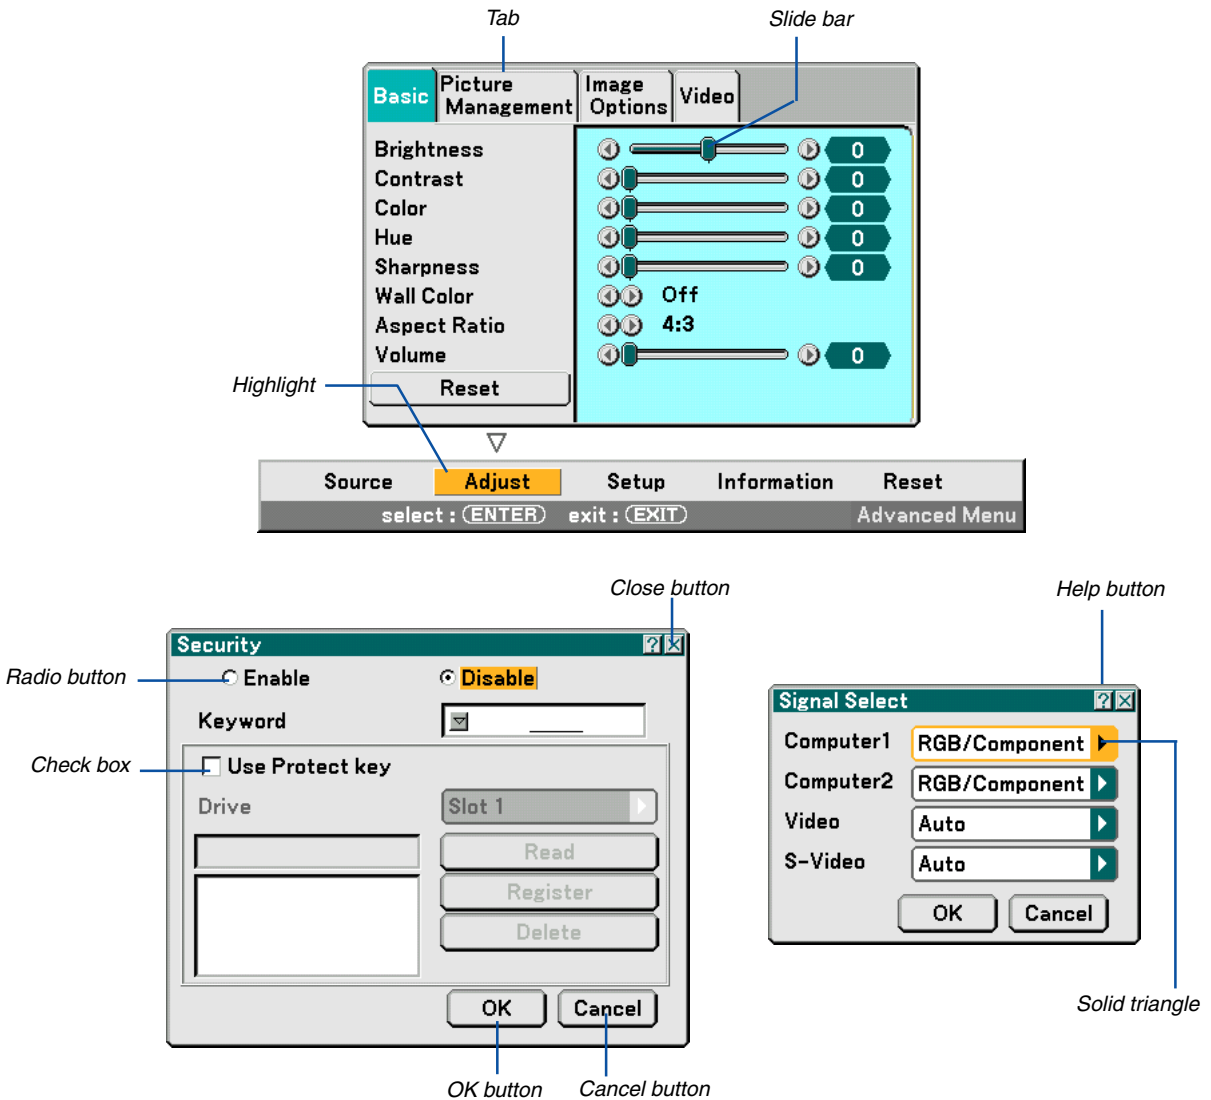 Tab
Slide bar
Basic
Picture
Management
Image
Options
Video
Brightness 0
Contrast 0
Color 0
Hue 0
Sharpness 0
Wall Color Off
Aspect Ratio 4:3
Volume 0
Highlight
Reset
Source Adjust Setup Information Reset
select : ENTER exit : EXIT Advanced Menu
Close button
Help button
Security ? X
Radio button
Enable Disable
Keyword
Check box
Use Protect key
Drive Slot 1
Read
Register
Delete
OK Cancel
OK button
Cancel button
Signal Select ? X
Computer1 RGB/Component
Computer2 RGB/Component
Video Auto
S-Video Auto
OK Cancel
Solid triangle